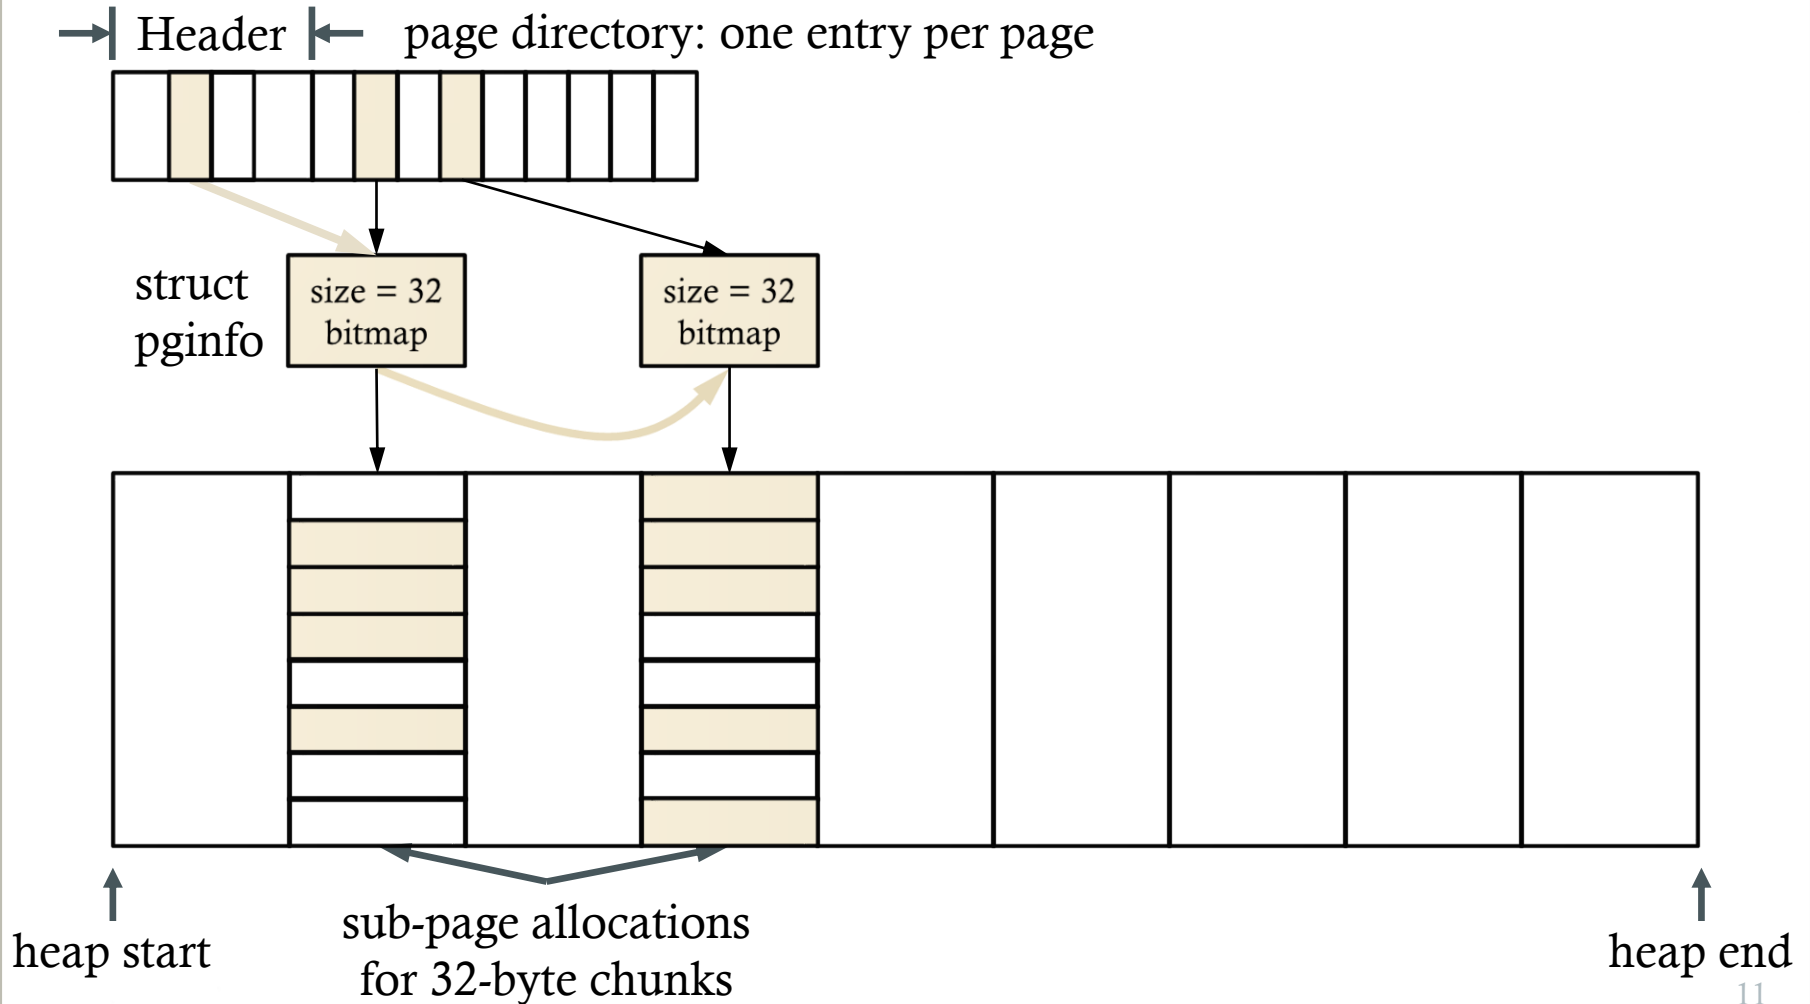 Header page directory: one entry per page
struct
pginfo
size = 32
bitmap
size = 32
bitmap
heap start
sub-page allocations
for 32-byte chunks
heap end
11